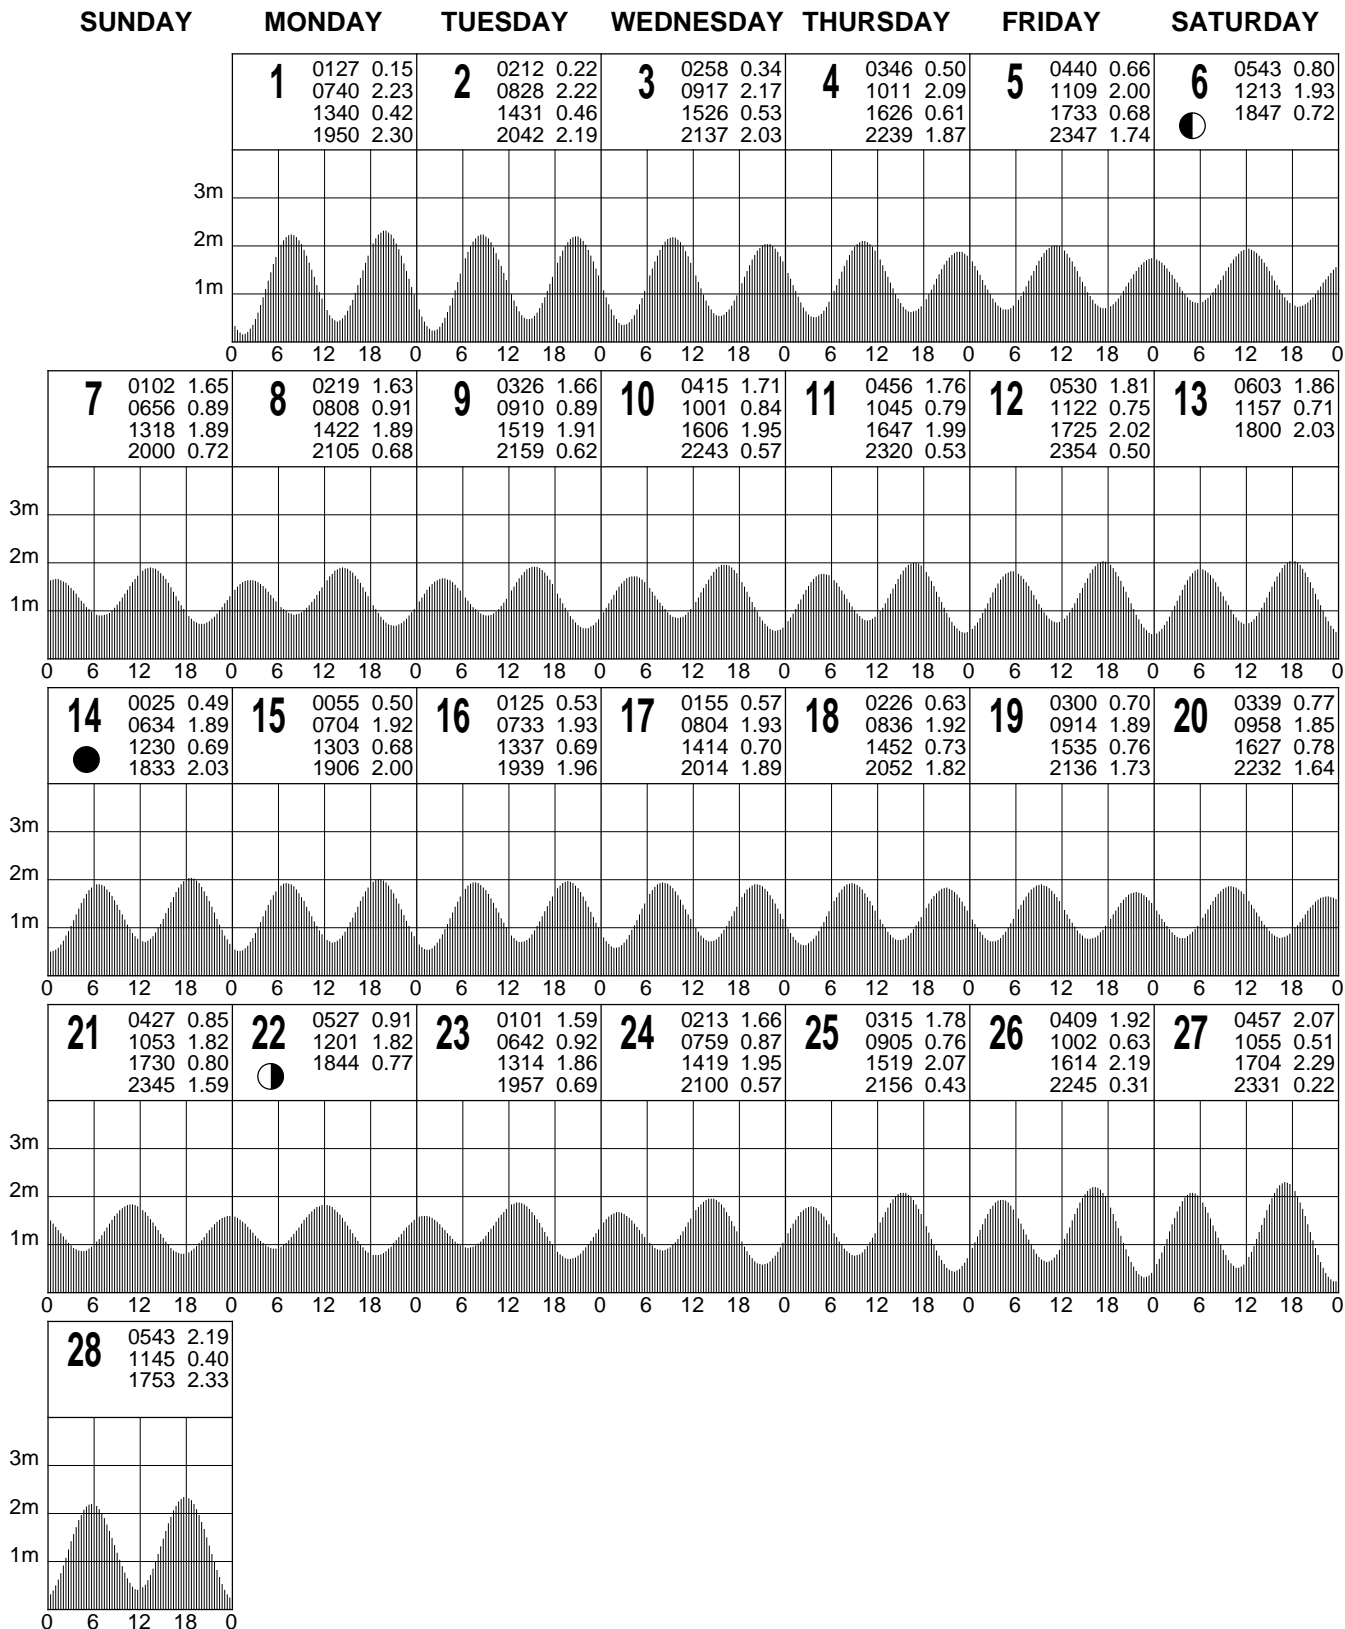 SUNDAY MONDAY TUESDAY WEDNESDAY THURSDAY FRIDAY SATURDAY
1 0127 0.15 2 0212 0.22 3 0258 0.34 4 0346 0.50 5 0440 0.66 6 0543 0.80
0740 2.23 0828 2.22 0917 2.17 1011 2.09 1109 2.00 1213 1.93
1340 0.42 1431 0.46 1526 0.53 1626 0.61 1733 0.68 1847 0.72
1950 2.30 2042 2.19 2137 2.03 2239 1.87 2347 1.74
3m
2m
1m
0 6 12 18 0 6 12 18 0 6 12 18 0 6 12 18 0 6 12 18 0 6 12 18 0
7 0102 1.65 8 0219 1.63 9 0326 1.66 10 0415 1.71 11 0456 1.76 12 0530 1.81 13 0603 1.86
0656 0.89 0808 0.91 0910 0.89 1001 0.84 1045 0.79 1122 0.75 1157 0.71
1318 1.89 1422 1.89 1519 1.91 1606 1.95 1647 1.99 1725 2.02 1800 2.03
2000 0.72 2105 0.68 2159 0.62 2243 0.57 2320 0.53 2354 0.50
3m
2m
1m
0 6 12 18 0 6 12 18 0 6 12 18 0 6 12 18 0 6 12 18 0 6 12 18 0 6 12 18 0
14 0025 0.49 15 0055 0.50 16 0125 0.53 17 0155 0.57 18 0226 0.63 19 0300 0.70 20 0339 0.77
0634 1.89 0704 1.92 0733 1.93 0804 1.93 0836 1.92 0914 1.89 0958 1.85
1230 0.69 1303 0.68 1337 0.69 1414 0.70 1452 0.73 1535 0.76 1627 0.78
1833 2.03 1906 2.00 1939 1.96 2014 1.89 2052 1.82 2136 1.73 2232 1.64
3m
2m
1m
0 6 12 18 0 6 12 18 0 6 12 18 0 6 12 18 0 6 12 18 0 6 12 18 0 6 12 18 0
21 0427 0.85 22 0527 0.91 23 0101 1.59 24 0213 1.66 25 0315 1.78 26 0409 1.92 27 0457 2.07
1053 1.82 1201 1.82 0642 0.92 0759 0.87 0905 0.76 1002 0.63 1055 0.51
1730 0.80 1844 0.77 1314 1.86 1419 1.95 1519 2.07 1614 2.19 1704 2.29
2345 1.59 1957 0.69 2100 0.57 2156 0.43 2245 0.31 2331 0.22
3m
2m
1m
0 6 12 18 0 6 12 18 0 6 12 18 0 6 12 18 0 6 12 18 0 6 12 18 0 6 12 18 0
28 0543 2.19
1145 0.40
1753 2.33
3m
2m
1m
0 6 12 18 0